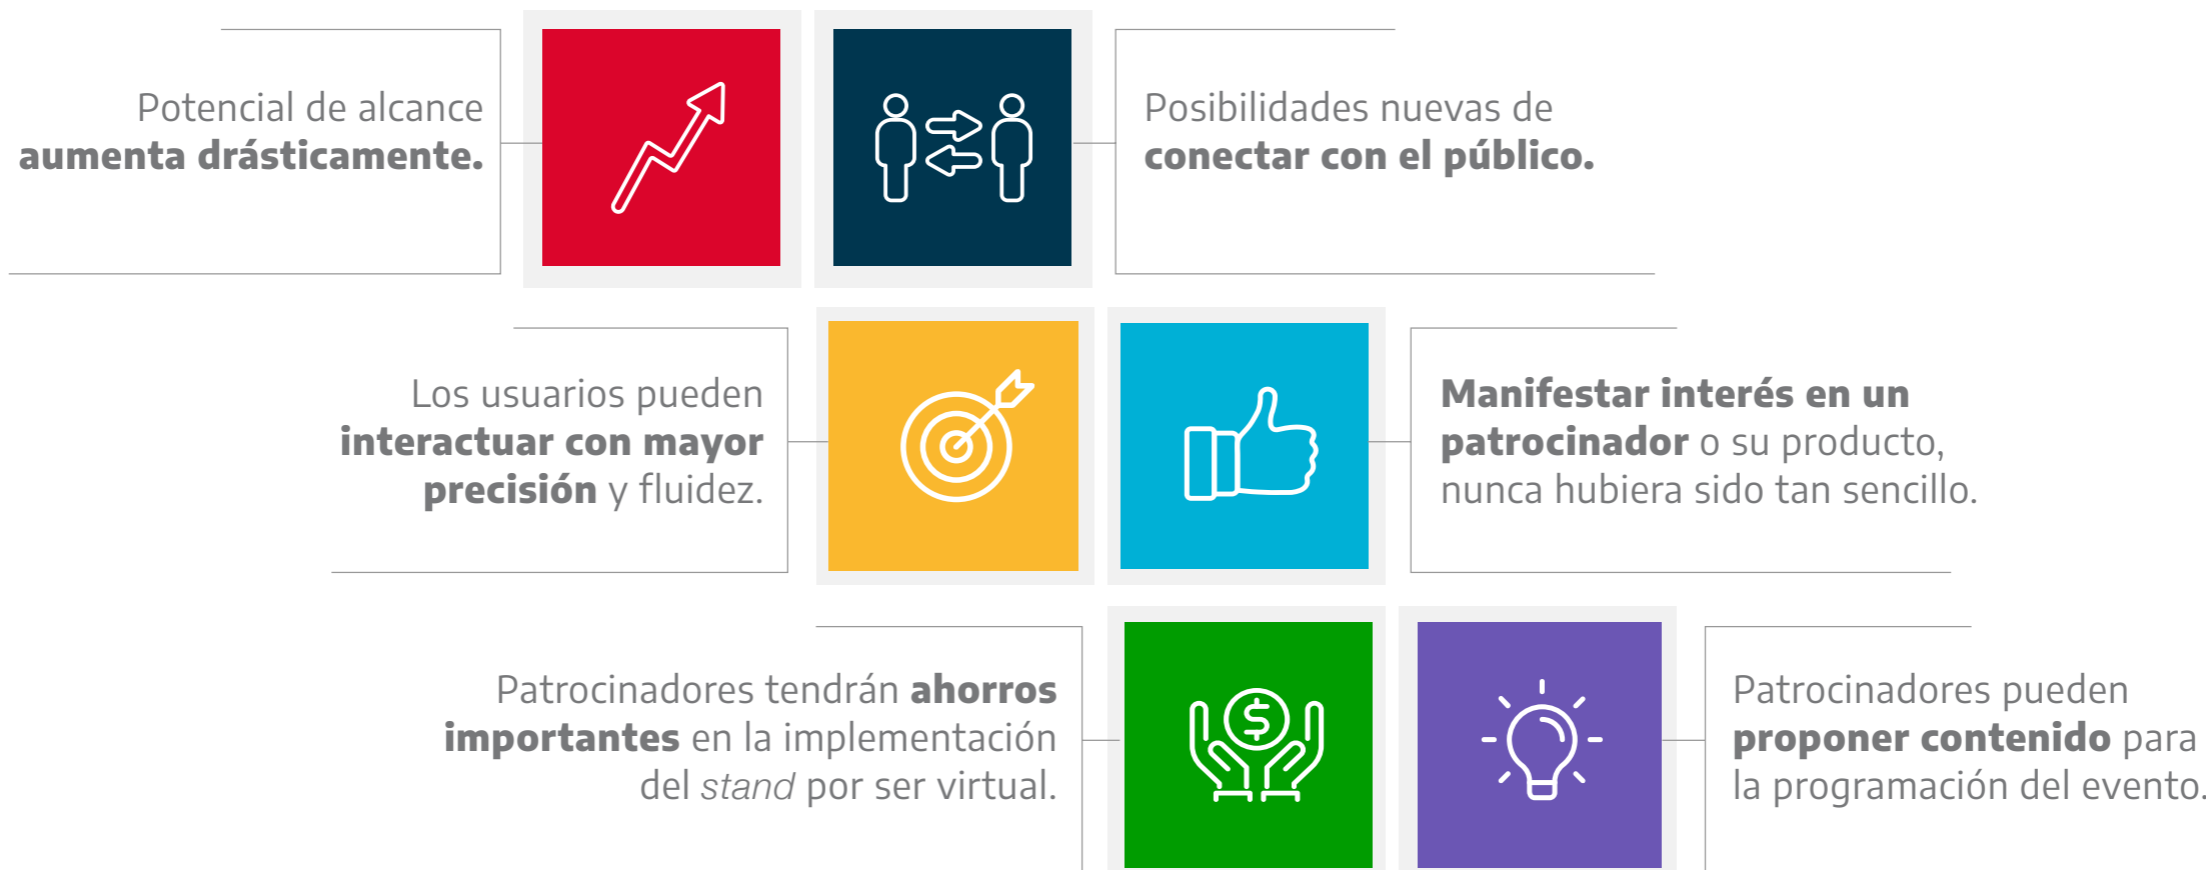 Potencial de alcance
aumenta drásticamente.
Posibilidades nuevas de
conectar con el público.
Los usuarios pueden
interactuar con mayor
precisión y fluidez.
Manifestar interés en un
patrocinador o su producto,
nunca hubiera sido tan sencillo.
Patrocinadores tendrán ahorros
importantes en la implementación
del stand por ser virtual.
Patrocinadores pueden
proponer contenido para
la programación del evento.
$